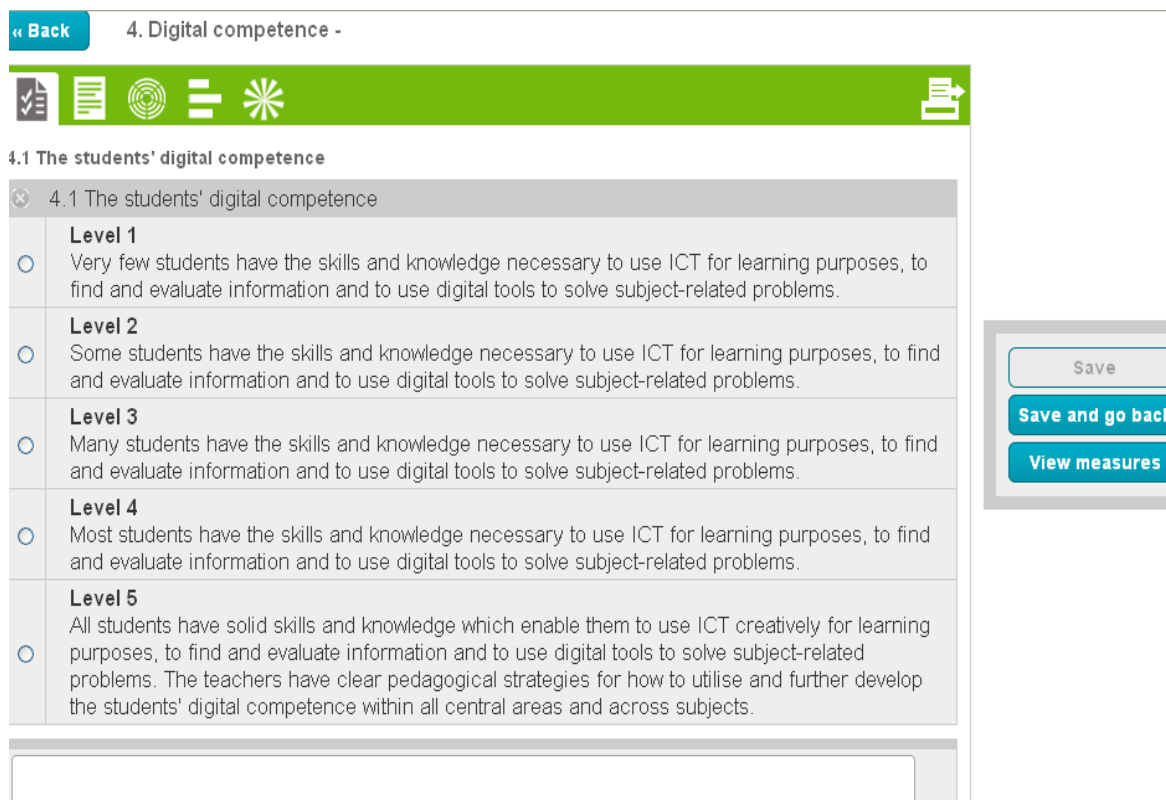 « Back
4. Digital competence -
4.1 The students' digital competence
4.1 The students' digital competence
Level 1
Very few students have the skills and knowledge necessary to use ICT for learning purposes, to
find and evaluate information and to use digital tools to solve subject-related problems.
Level 2
Some students have the skills and knowledge necessary to use ICT for learning purposes, to find
and evaluate information and to use digital tools to solve subject-related problems.
Level 3
Many students have the skills and knowledge necessary to use ICT for learning purposes, to find
and evaluate information and to use digital tools to solve subject-related problems.
Level 4
Most students have the skills and knowledge necessary to use ICT for learning purposes, to find
and evaluate information and to use digital tools to solve subject-related problems.
Level 5
All students have solid skills and knowledge which enable them to use ICT creatively for learning
purposes, to find and evaluate information and to use digital tools to solve subject-related
problems. The teachers have clear pedagogical strategies for how to utilise and further develop
the students' digital competence within all central areas and across subjects.
Save
Save and go back
View measures